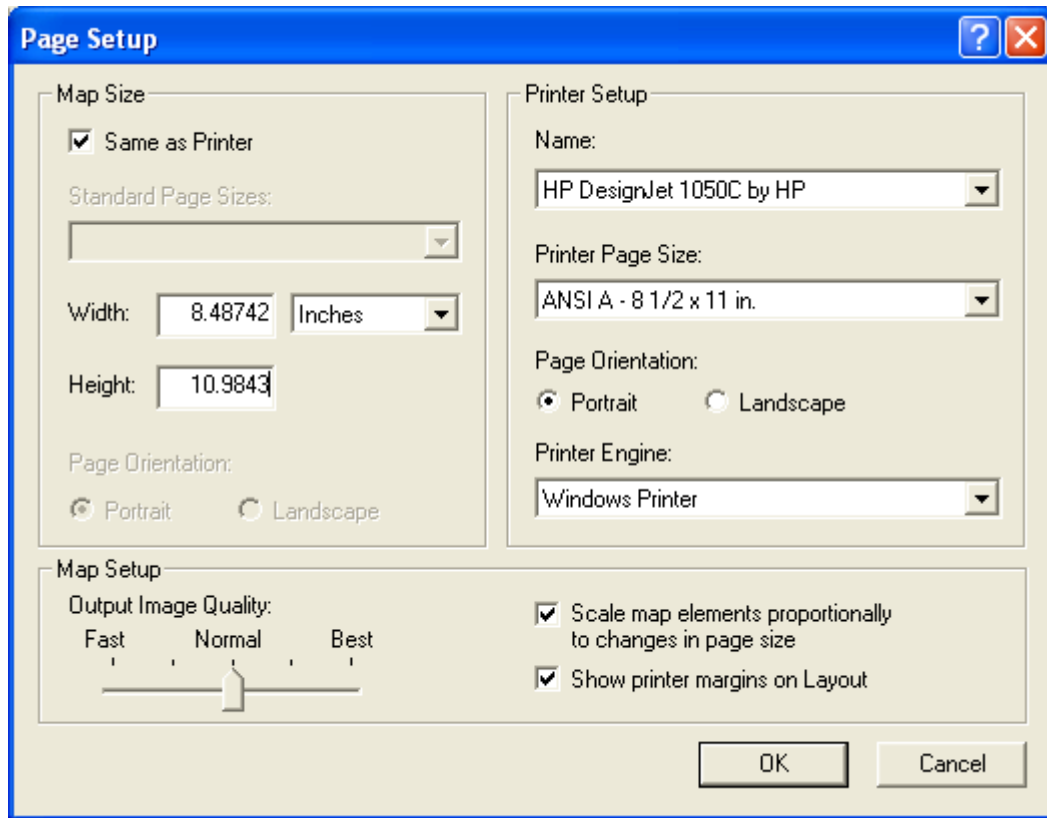 Page Setup
Map Size
Same as Printer
Standard Page Sizes:
Width: 8.48742 Inches
Height: 10.9843
Page Orientation:
Portrait Landscape
Printer Setup
Name:
HP DesignJet 1050C by HP
Printer Page Size:
ANSI A - 8 1/2 x 11 in.
Page Orientation:
Portrait Landscape
Printer Engine:
Windows Printer
Map Setup
Output Image Quality:
Fast Normal Best
Scale map elements proportionally
to changes in page size
Show printer margins on Layout
OK Cancel